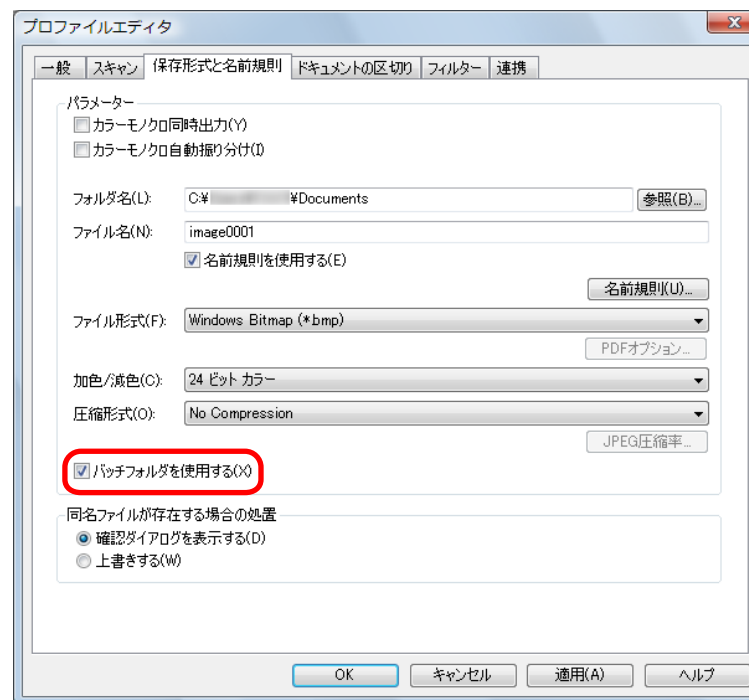 プロファイルエディタ
一般 スキャン 保存形式と名前規則 ドキュメントの区切り フィルター 連携
パラメーター
カラーモノクロ同時出力(Y)
カラーモノクロ自動振り分け(I)
フォルダ名(L): C:¥ ¥Documents 参照(B)...
ファイル名(N): image0001
名前規則を使用する(E)
名前規則(U)...
ファイル形式(F): Windows Bitmap (*.bmp)
PDFオプション...
加色/減色(C): 24 ビット カラー
圧縮形式(O): No Compression
JPEG圧縮率...
バッチフォルダを使用する(X)
同名ファイルが存在する場合の処置
確認ダイアログを表示する(D)
上書きする(W)
OK キャンセル 適用(A) ヘルプ